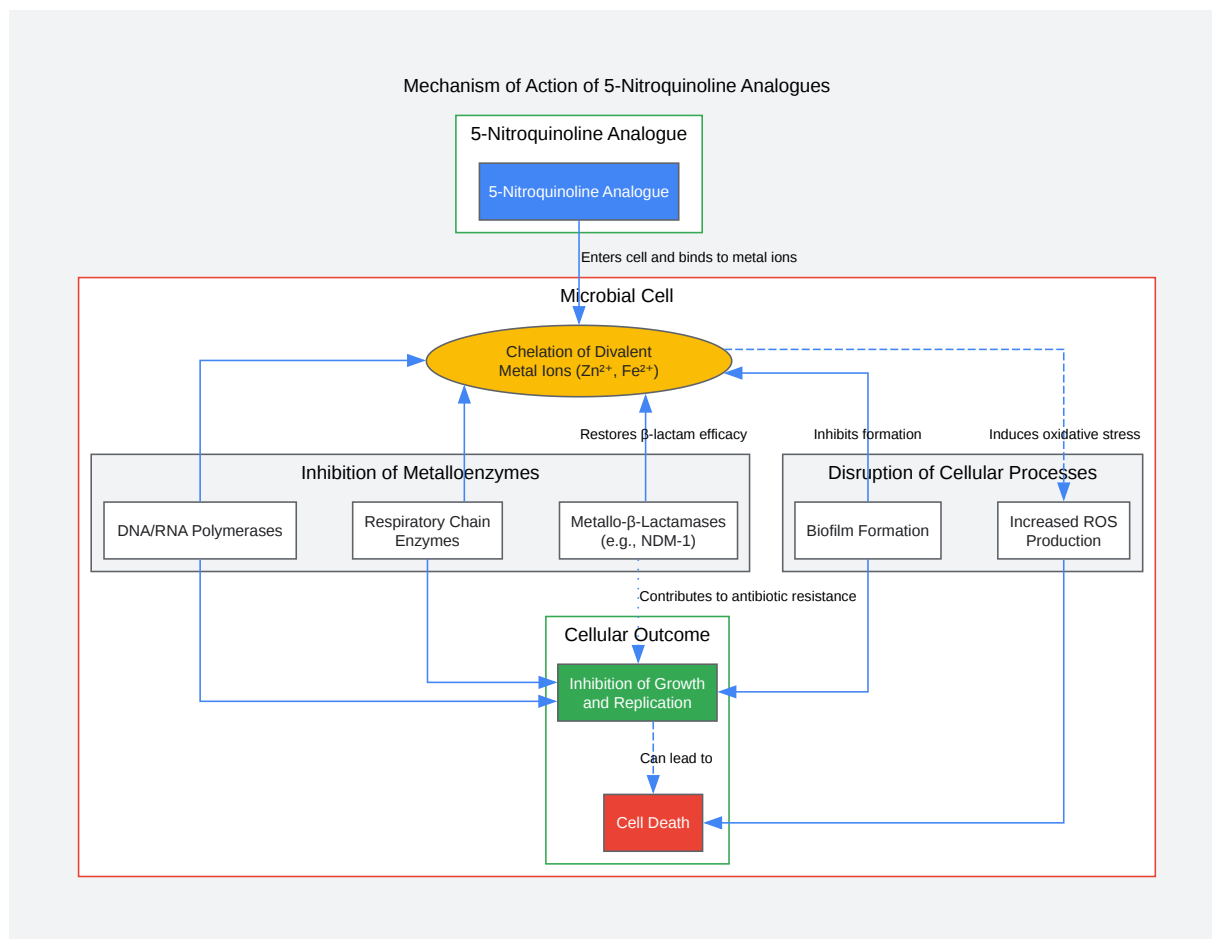 Mechanism of Action of 5-Nitroquinoline Analogues
5-Nitroquinoline Analogue
5-Nitroquinoline Analogue
Enters cell and binds to metal ions
Microbial Cell
Chelation of Divalent
Metal Ions (Zn²⁺, Fe²⁺)
Restores β-lactam efficacy
Inhibits formation
Induces oxidative stress
Inhibition of Metalloenzymes
Disruption of Cellular Processes
DNA/RNA Polymerases
Respiratory Chain
Enzymes
Metallo-β-Lactamases
(e.g., NDM-1)
Biofilm Formation
Increased ROS
Production
Contributes to antibiotic resistance
Cellular Outcome
Inhibition of Growth
and Replication
Can lead to
Cell Death